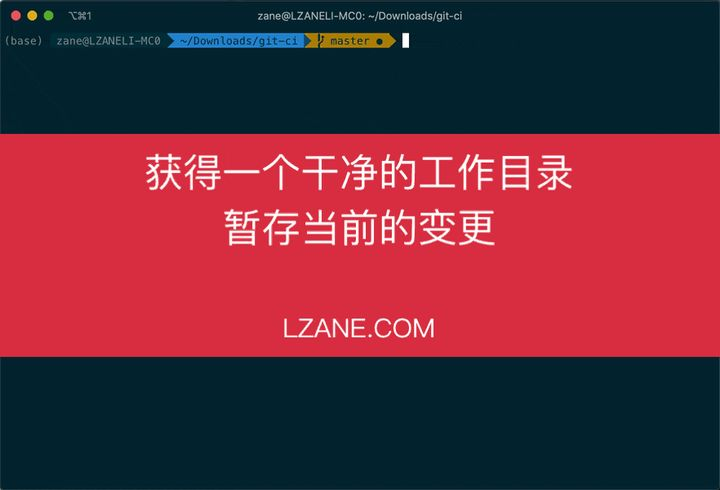 ⌥⌘1 zane@LZANELI-MC0: ~/Downloads/git-ci
(base) zane@LZANELI-MC0 ~/Downloads/git-ci master ●
获得一个干净的工作目录
暂存当前的变更
LZANE.COM